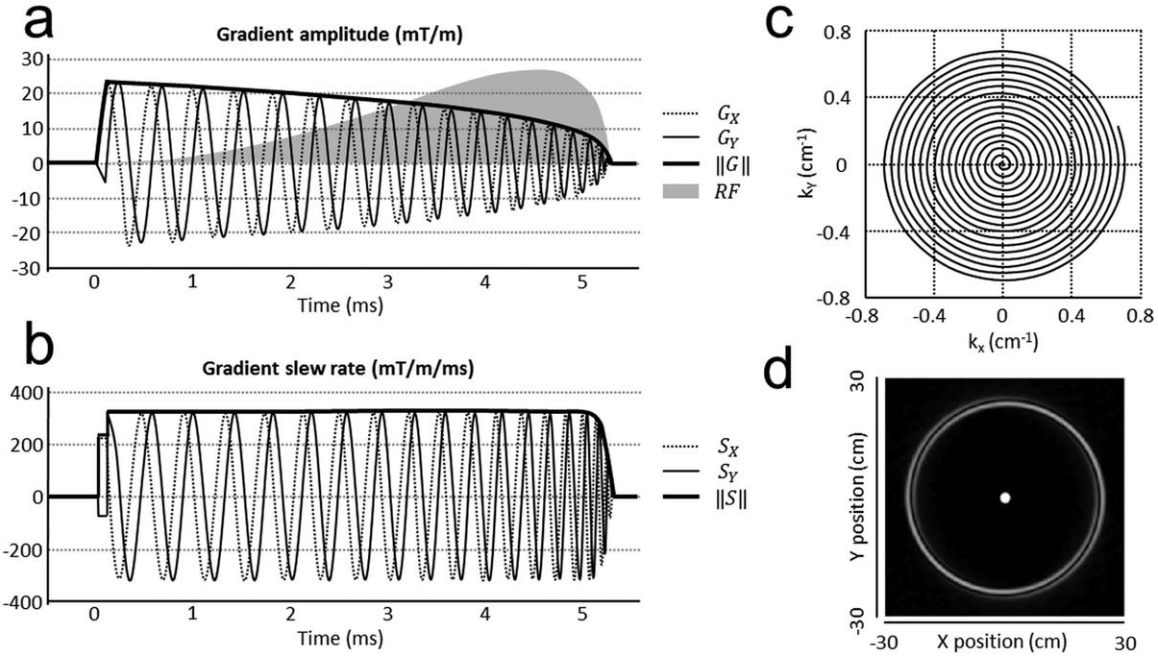 a
Gradient amplitude (mT/m)
30
20
10
0
-10
-20
-30
0 1 2 3 4 5
Time (ms)
G_X
G_Y
‖G‖
RF
b
Gradient slew rate (mT/m/ms)
400
200
0
-200
-400
0 1 2 3 4 5
Time (ms)
S_X
S_Y
‖S‖
c
0.8
0.4
0
-0.4
-0.8
k_Y (cm⁻¹)
-0.8 -0.4 0 0.4 0.8
k_x (cm⁻¹)
d
30
Y position (cm)
-30
-30 X position (cm) 30